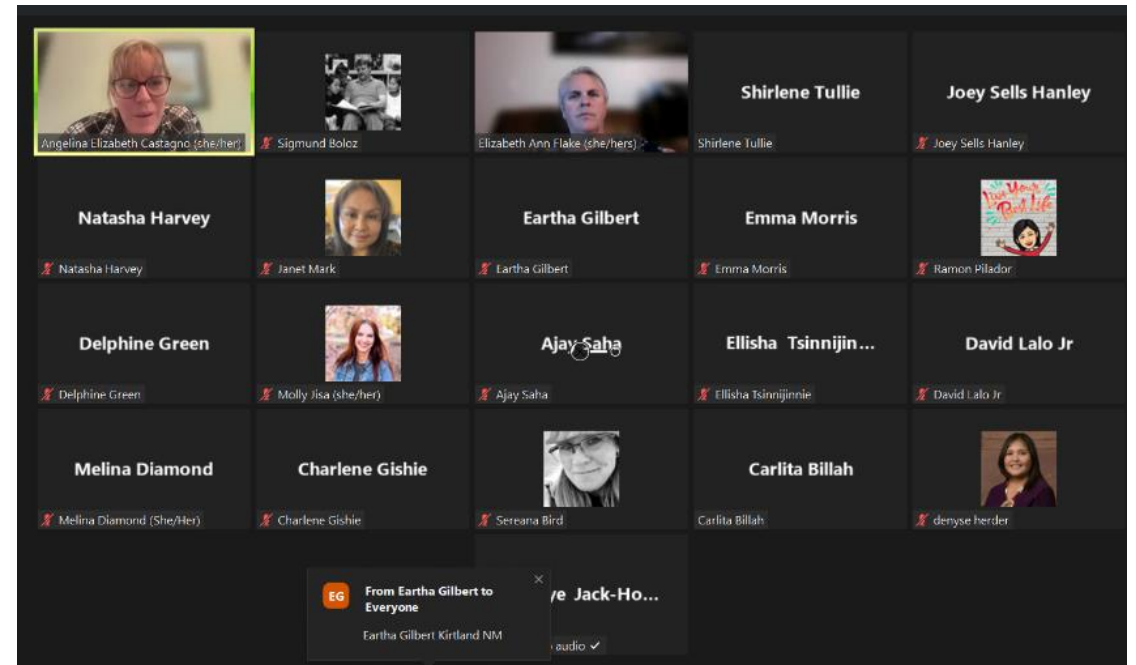 Angelina Elizabeth Castagno (she/her)
Sigmund Boloz
Elizabeth Ann Flake (she/hers)
Shirlene Tullie
Shirlene Tullie
Joey Sells Hanley
Joey Sells Hanley
Natasha Harvey
Natasha Harvey
Janet Mark
Eartha Gilbert
Eartha Gilbert
Emma Morris
Emma Morris
Live Your
Best Life
Ramon Pilador
Delphine Green
Delphine Green
Molly Jisa (she/her)
Ajay Saha
Ajay Saha
Ellisha Tsinnijin...
Ellisha Tsinnijinnie
David Lalo Jr
David Lalo Jr
Melina Diamond
Melina Diamond (She/Her)
Charlene Gishie
Charlene Gishie
Sereana Bird
Carlita Billah
Carlita Billah
denyse herder
EG
From Eartha Gilbert to
Everyone
Eartha Gilbert Kirtland NM
ye Jack-Ho...
audio